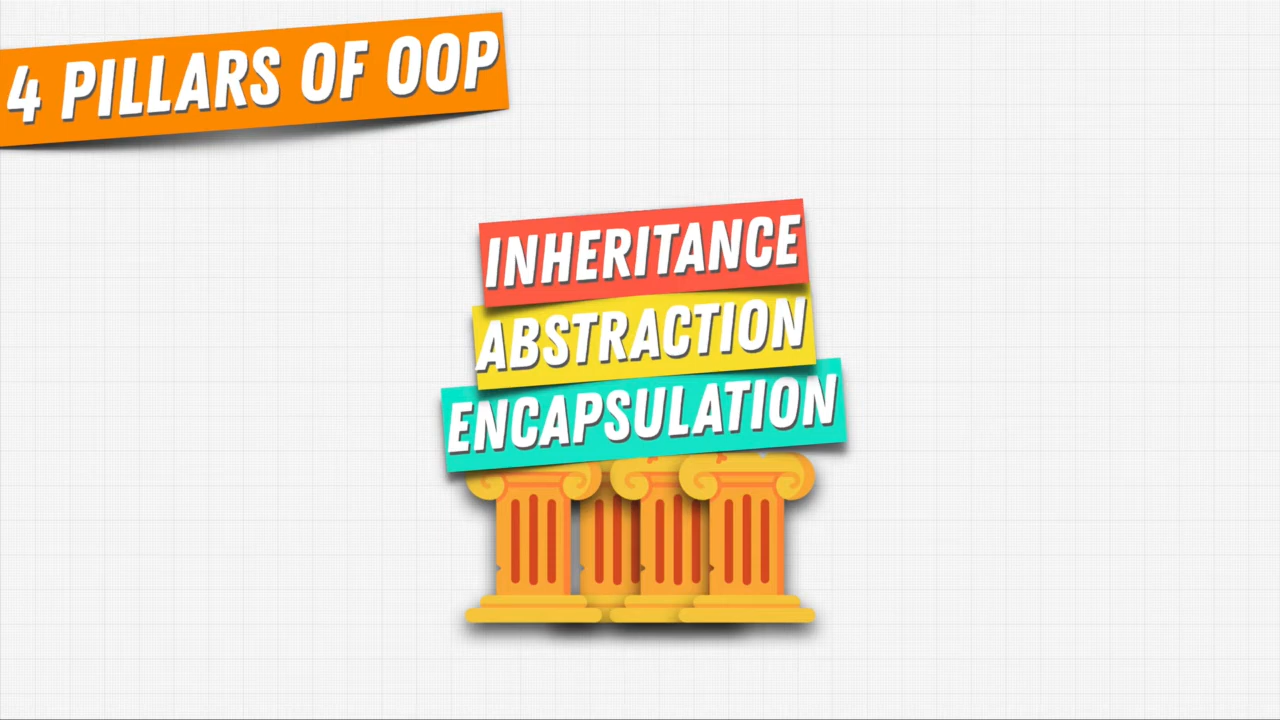 4 PILLARS OF OOP
INHERITANCE
ABSTRACTION
ENCAPSULATION